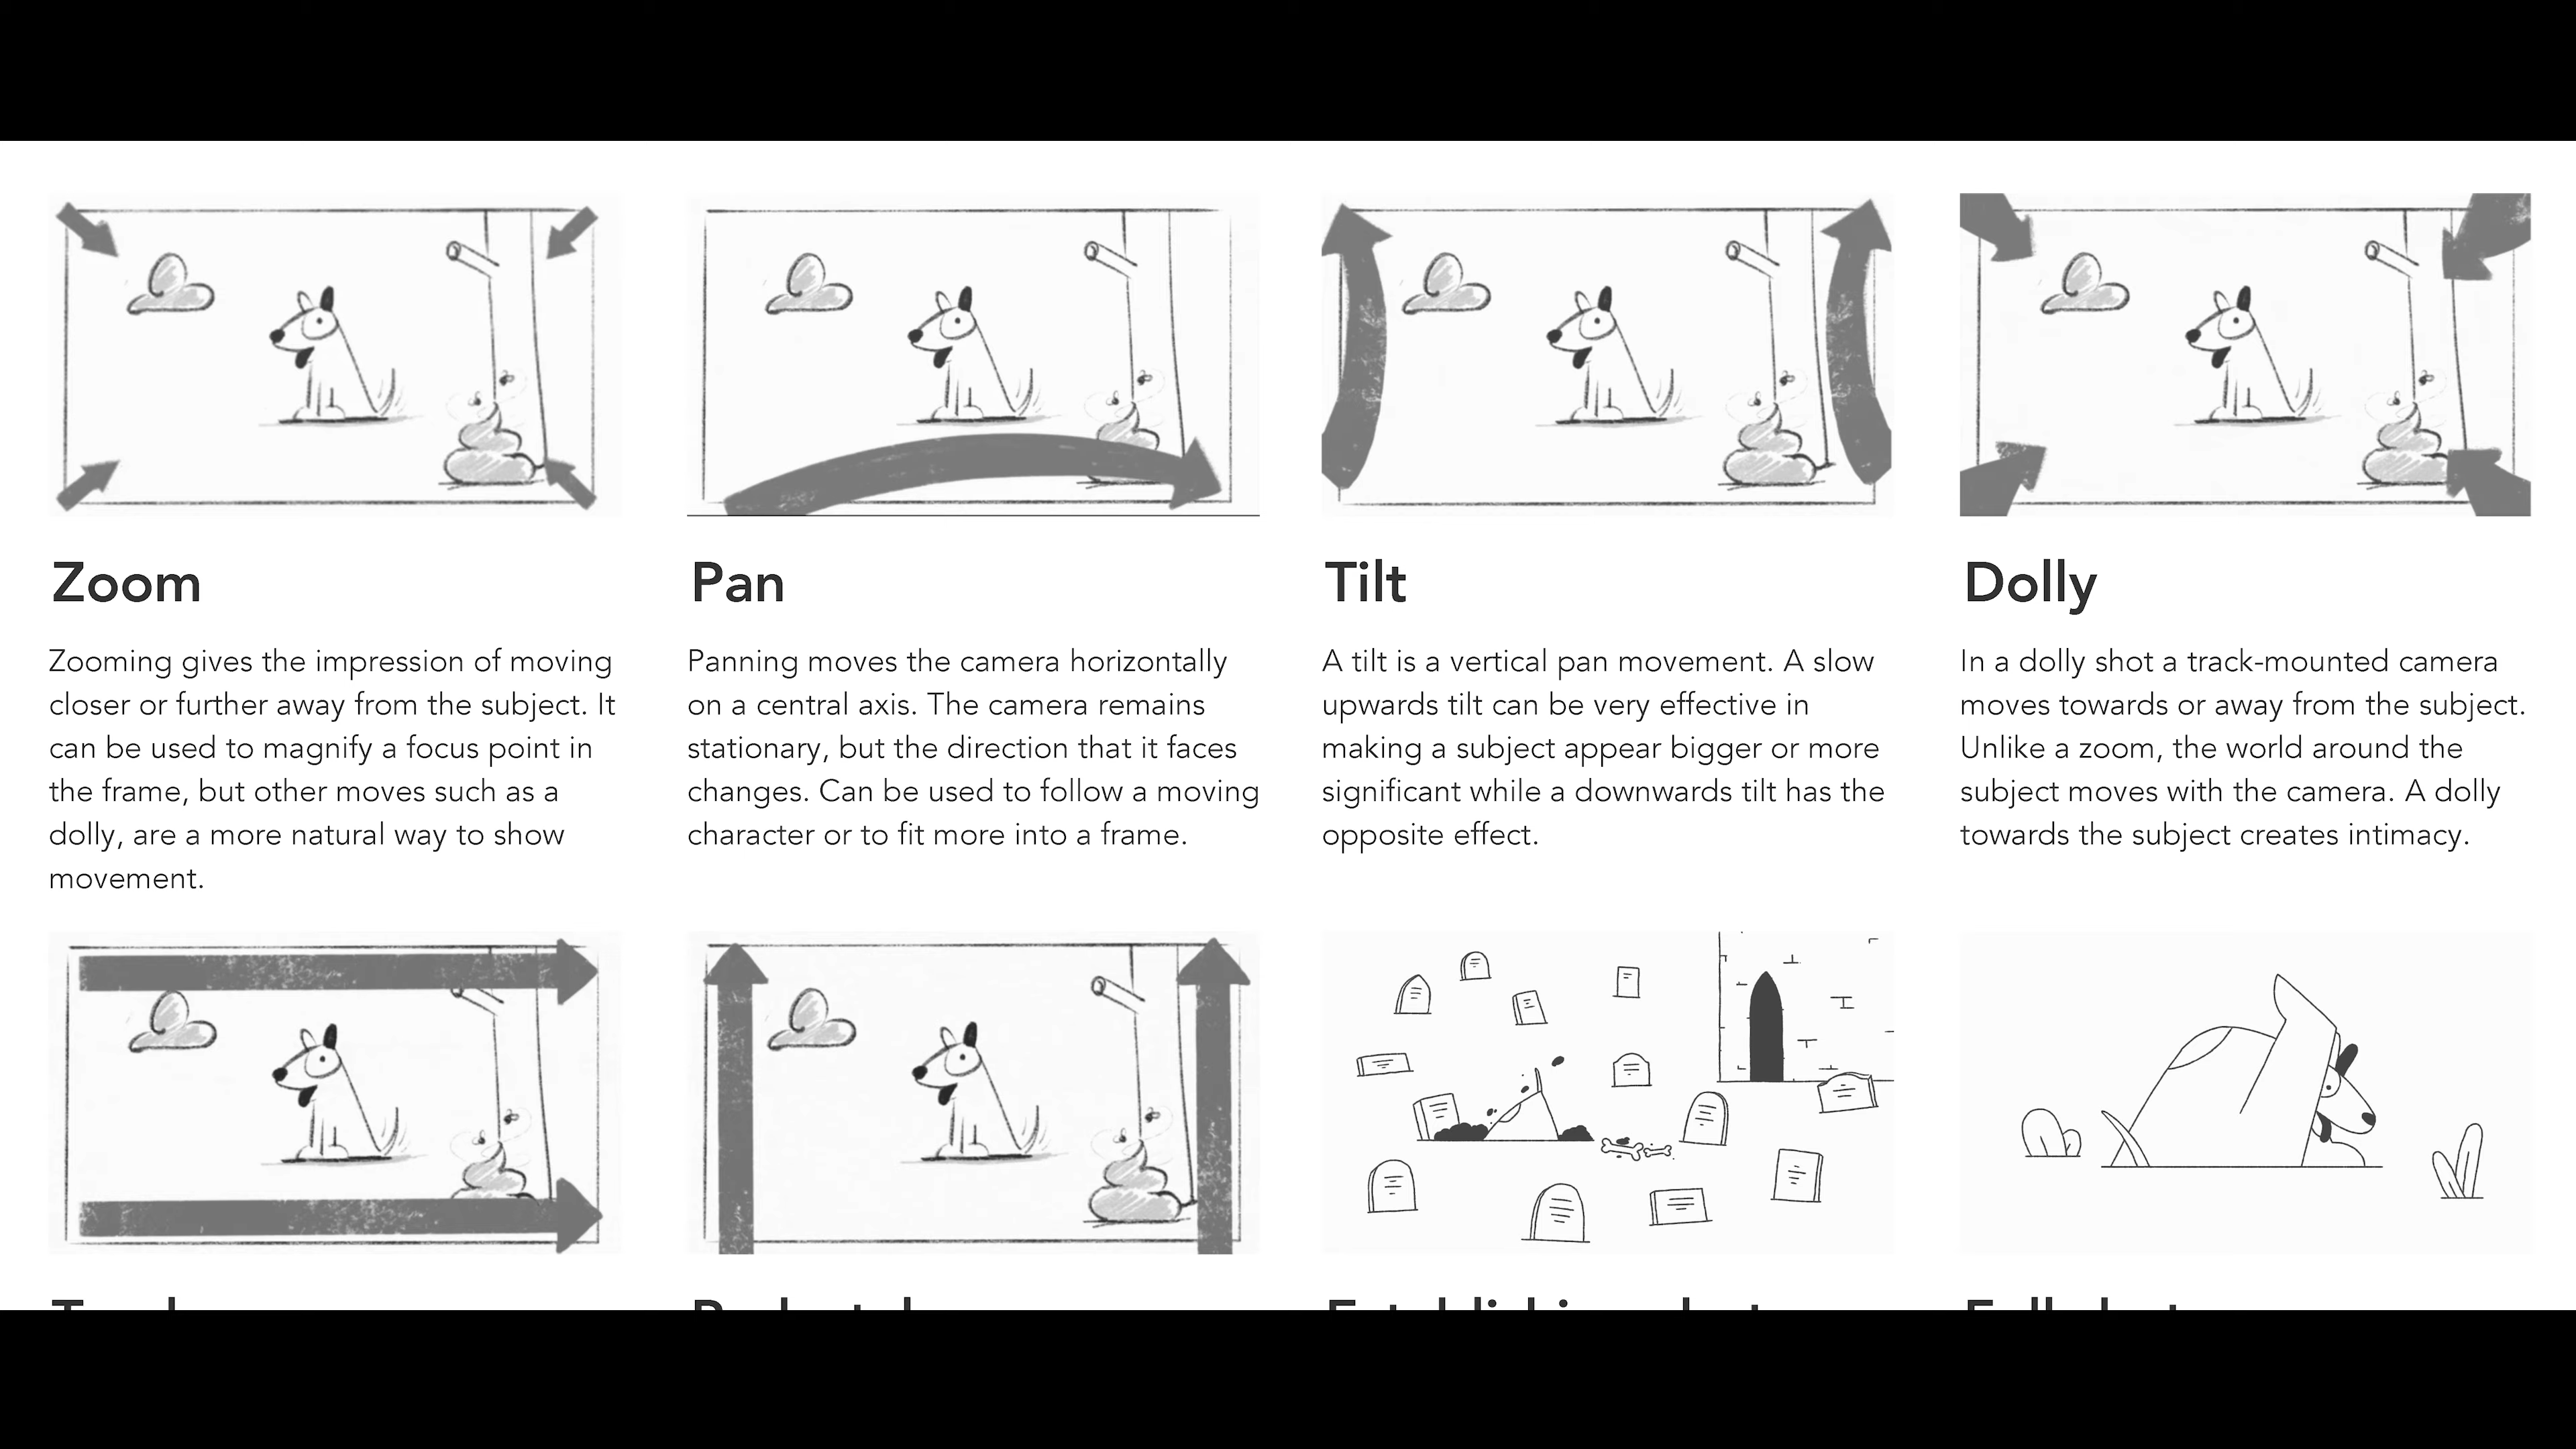 Zoom
Zooming gives the impression of moving
closer or further away from the subject. It
can be used to magnify a focus point in
the frame, but other moves such as a
dolly, are a more natural way to show
movement.
Pan
Panning moves the camera horizontally
on a central axis. The camera remains
stationary, but the direction that it faces
changes. Can be used to follow a moving
character or to fit more into a frame.
Tilt
A tilt is a vertical pan movement. A slow
upwards tilt can be very effective in
making a subject appear bigger or more
significant while a downwards tilt has the
opposite effect.
Dolly
In a dolly shot a track-mounted camera
moves towards or away from the subject.
Unlike a zoom, the world around the
subject moves with the camera. A dolly
towards the subject creates intimacy.